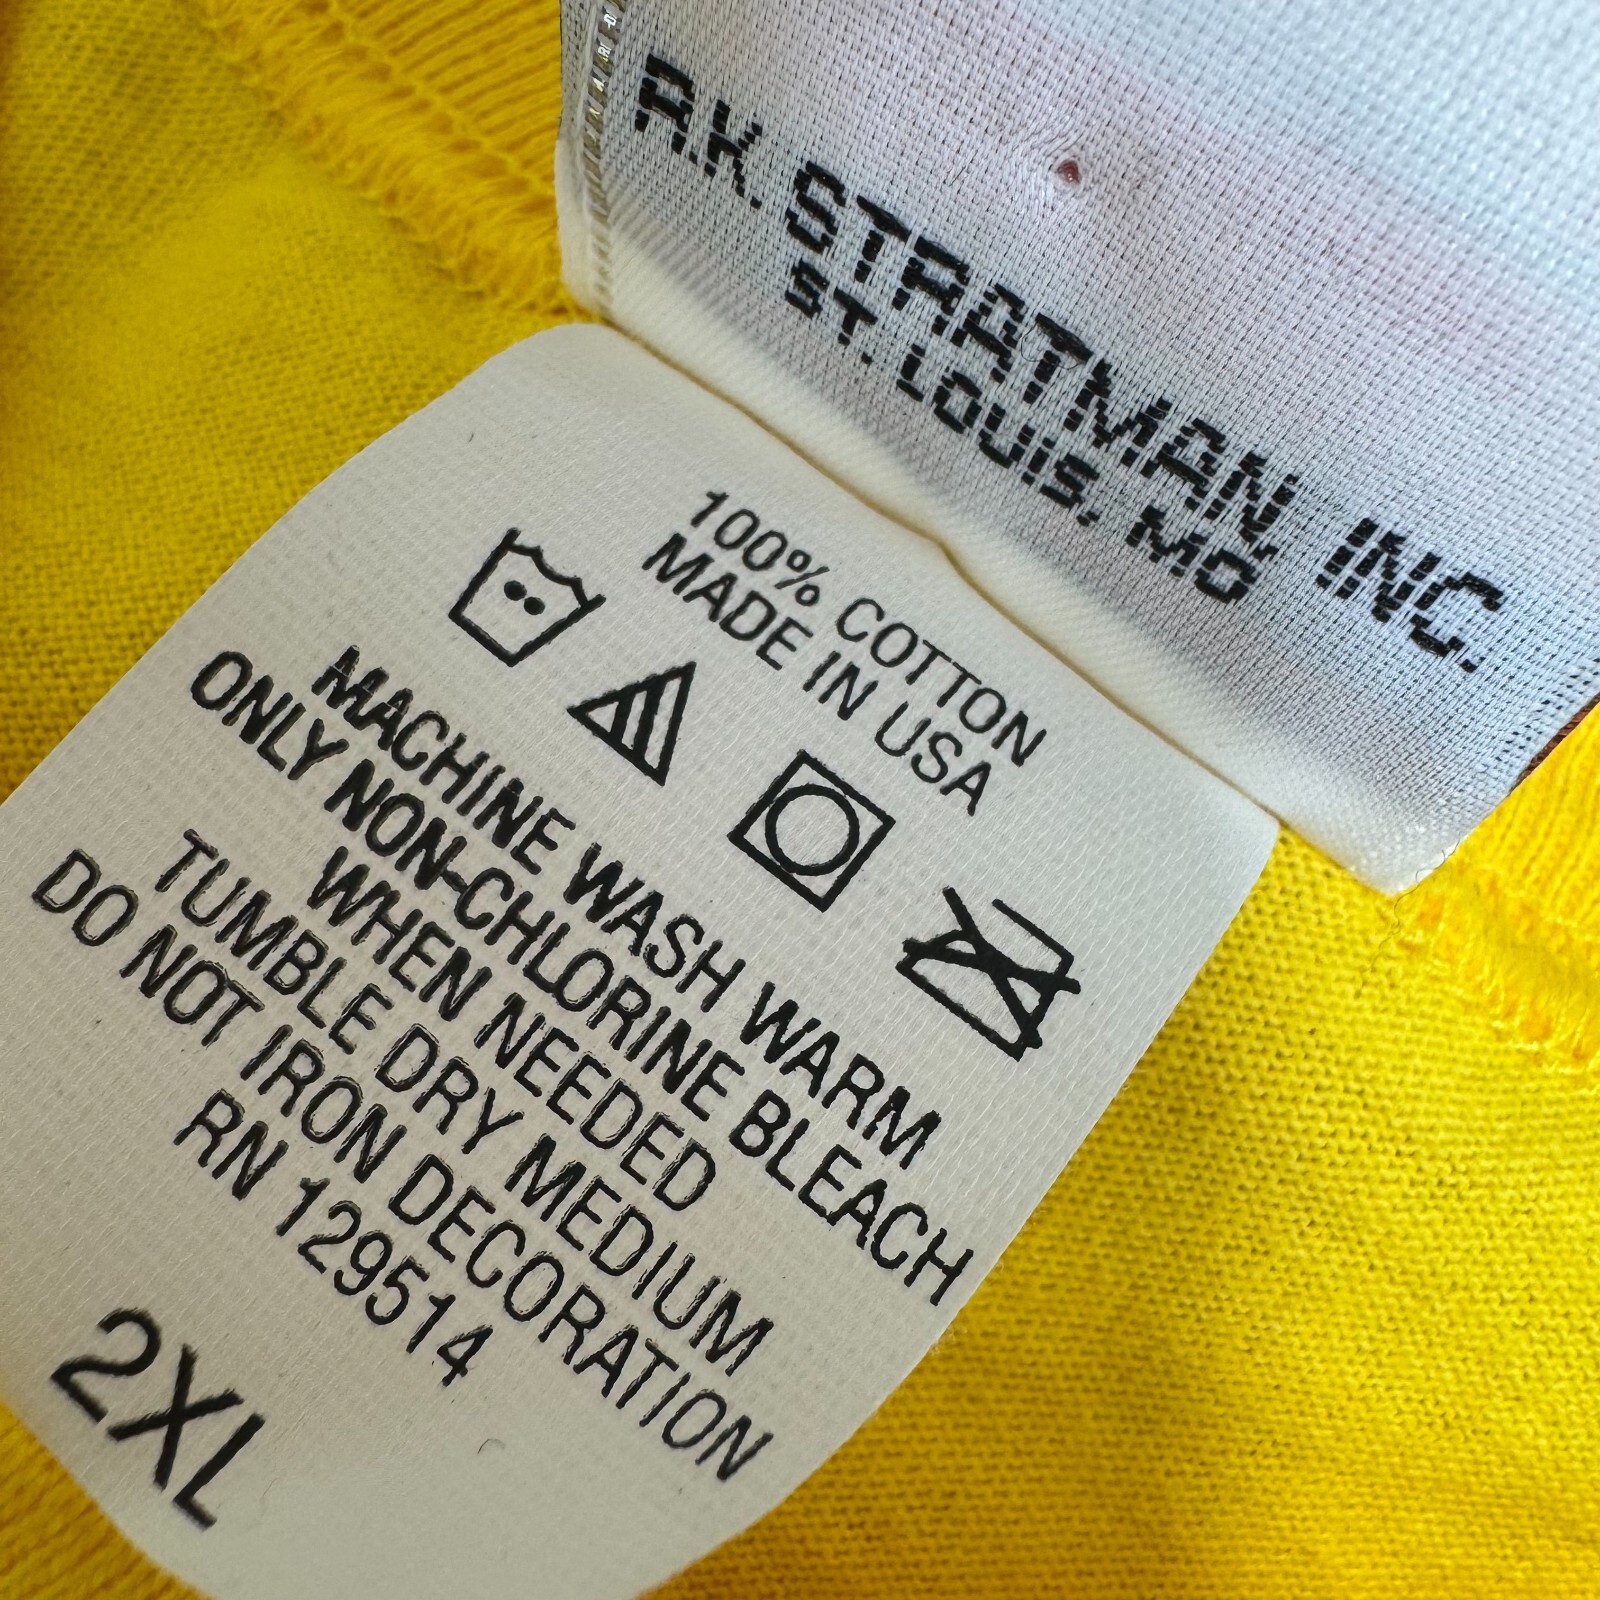 R.K. STRATMAN INC.
ST. LOUIS, MO
100% COTTON
MADE IN USA
MACHINE WASH WARM
ONLY NON-CHLORINE BLEACH
WHEN NEEDED
TUMBLE DRY MEDIUM
DO NOT IRON DECORATION
RN 129514
2XL